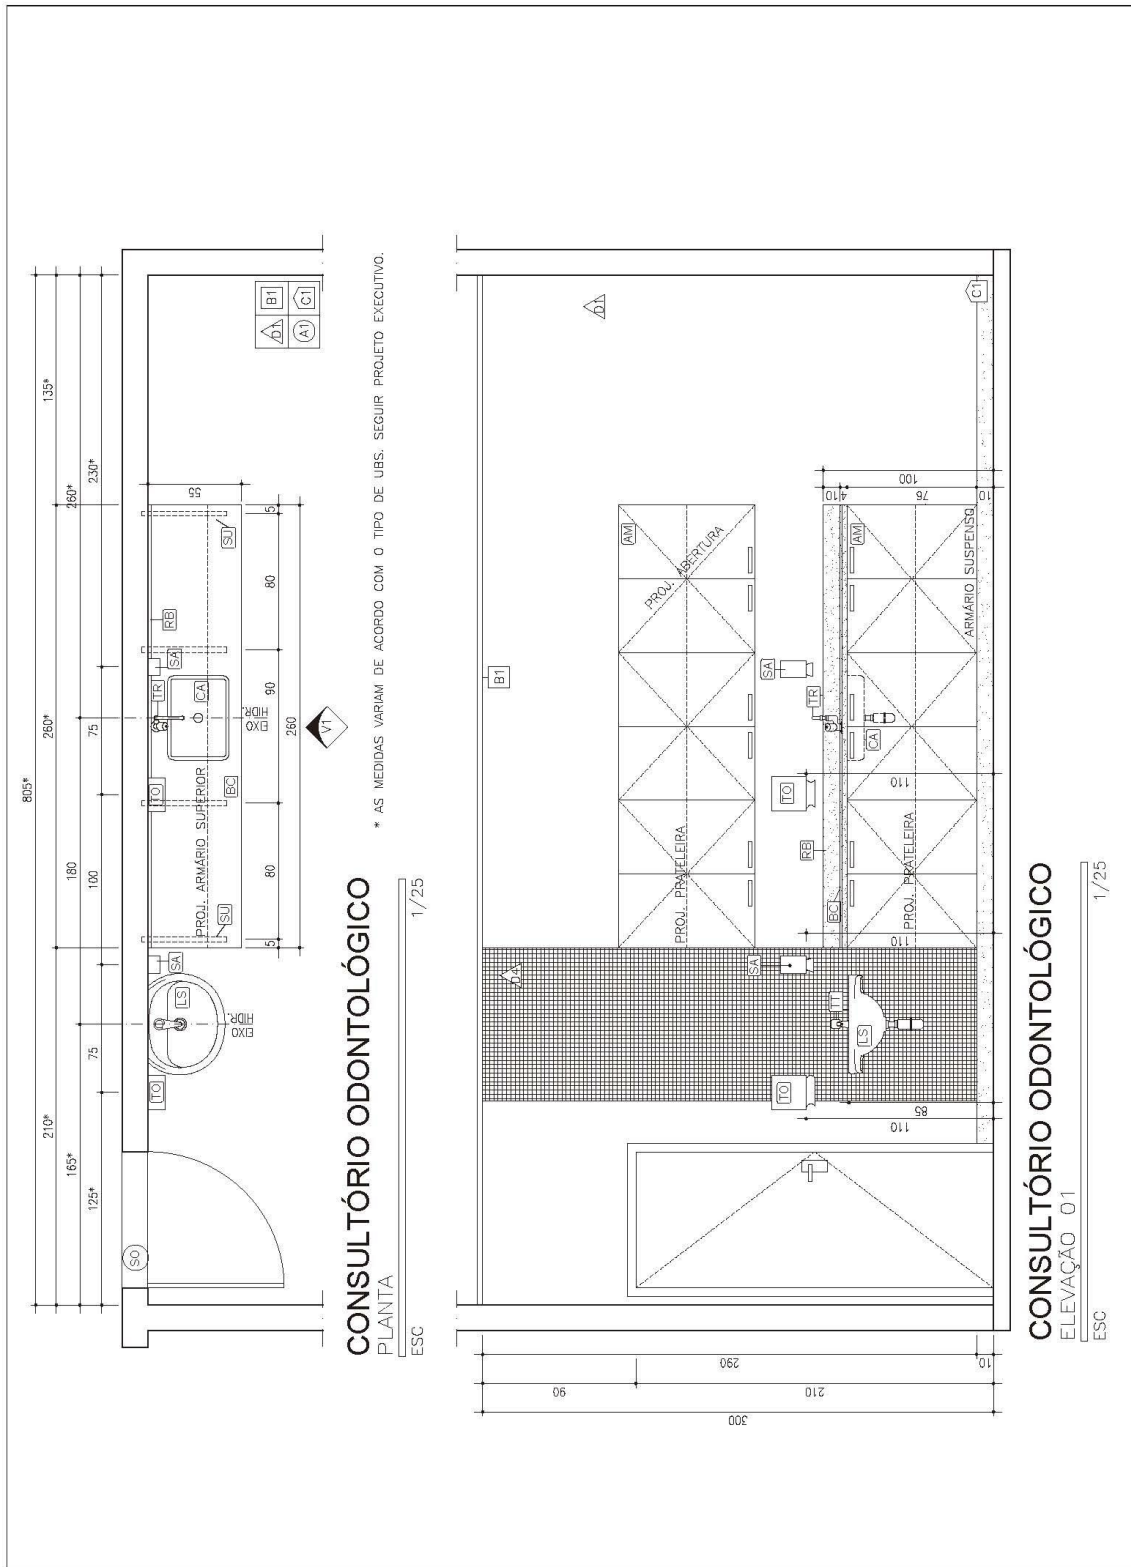 805*
210*
260*
135*
165*
180
260*
125*
75
100
75
230*
SO
TO
LS
SA
EIXO
HIDR.
SU
PROJ. ARMÁRIO SUPERIOR
TO
BC
TR
CA
SA
RB
EIXO
HIDR.
SU
55
D1
B1
A1
C1
5
80
90
80
5
260
V1
CONSULTÓRIO ODONTOLÓGICO
PLANTA
ESC
1/25
* AS MEDIDAS VARIAM DE ACORDO COM O TIPO DE UBS. SEGUIR PROJETO EXECUTIVO.
300
90
210
290
10
B1
D1
D4
AM
PROJ. ABERTURA
PROJ. PRATELEIRA
TO
SA
TO
SA
TR
TT
LS
RB
BC
CA
AM
PROJ. PRATELEIRA
ARMÁRIO SUSPENSO
110
85
110
110
10
4
76
10
100
C1
CONSULTÓRIO ODONTOLÓGICO
ELEVAÇÃO 01
ESC
1/25